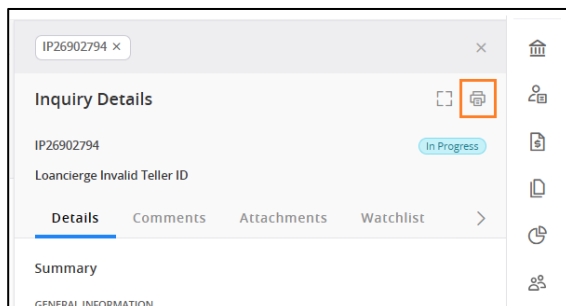 IP26902794 ×
Inquiry Details
IP26902794
In Progress
Loancierge Invalid Teller ID
Details Comments Attachments Watchlist
Summary
GENERAL INFORMATION